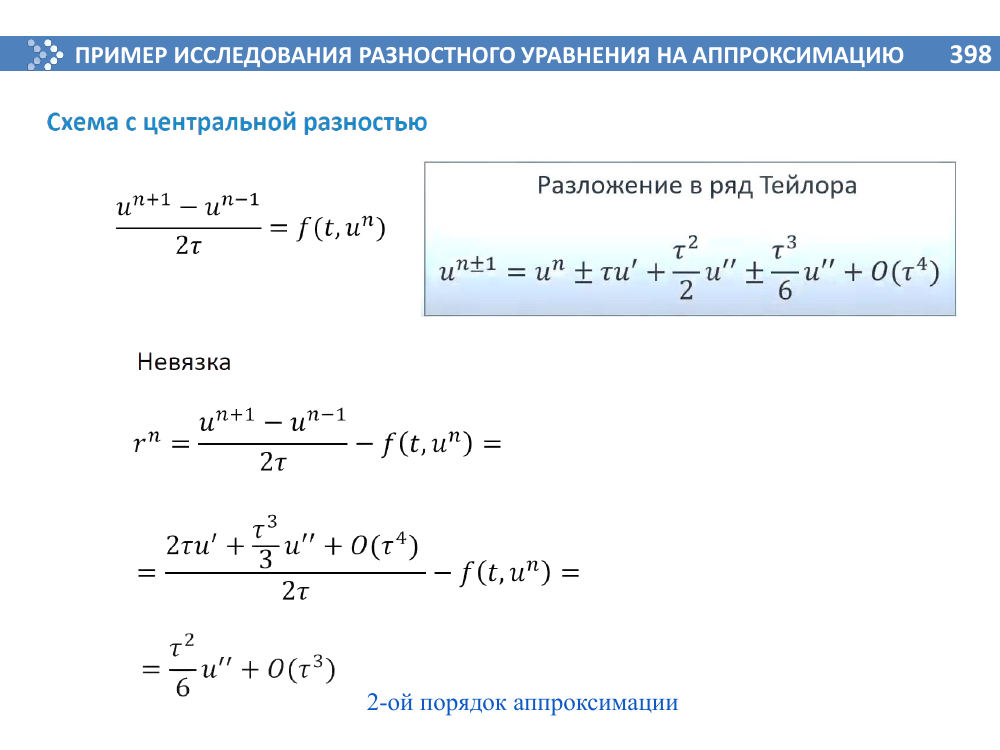 ПРИМЕР ИССЛЕДОВАНИЯ РАЗНОСТНОГО УРАВНЕНИЯ НА АППРОКСИМАЦИЮ 398
Схема с центральной разностью
\frac{u^{n+1} - u^{n-1}}{2\tau} = f(t, u^n)
Разложение в ряд Тейлора
u^{n\pm1} = u^n \pm \tau u' + \frac{\tau^2}{2} u'' \pm \frac{\tau^3}{6} u'' + O(\tau^4)
Невязка
r^n = \frac{u^{n+1} - u^{n-1}}{2\tau} - f(t, u^n) =
= \frac{2\tau u' + \frac{\tau^3}{3} u'' + O(\tau^4)}{2\tau} - f(t, u^n) =
= \frac{\tau^2}{6} u'' + O(\tau^3)
2-ой порядок аппроксимации